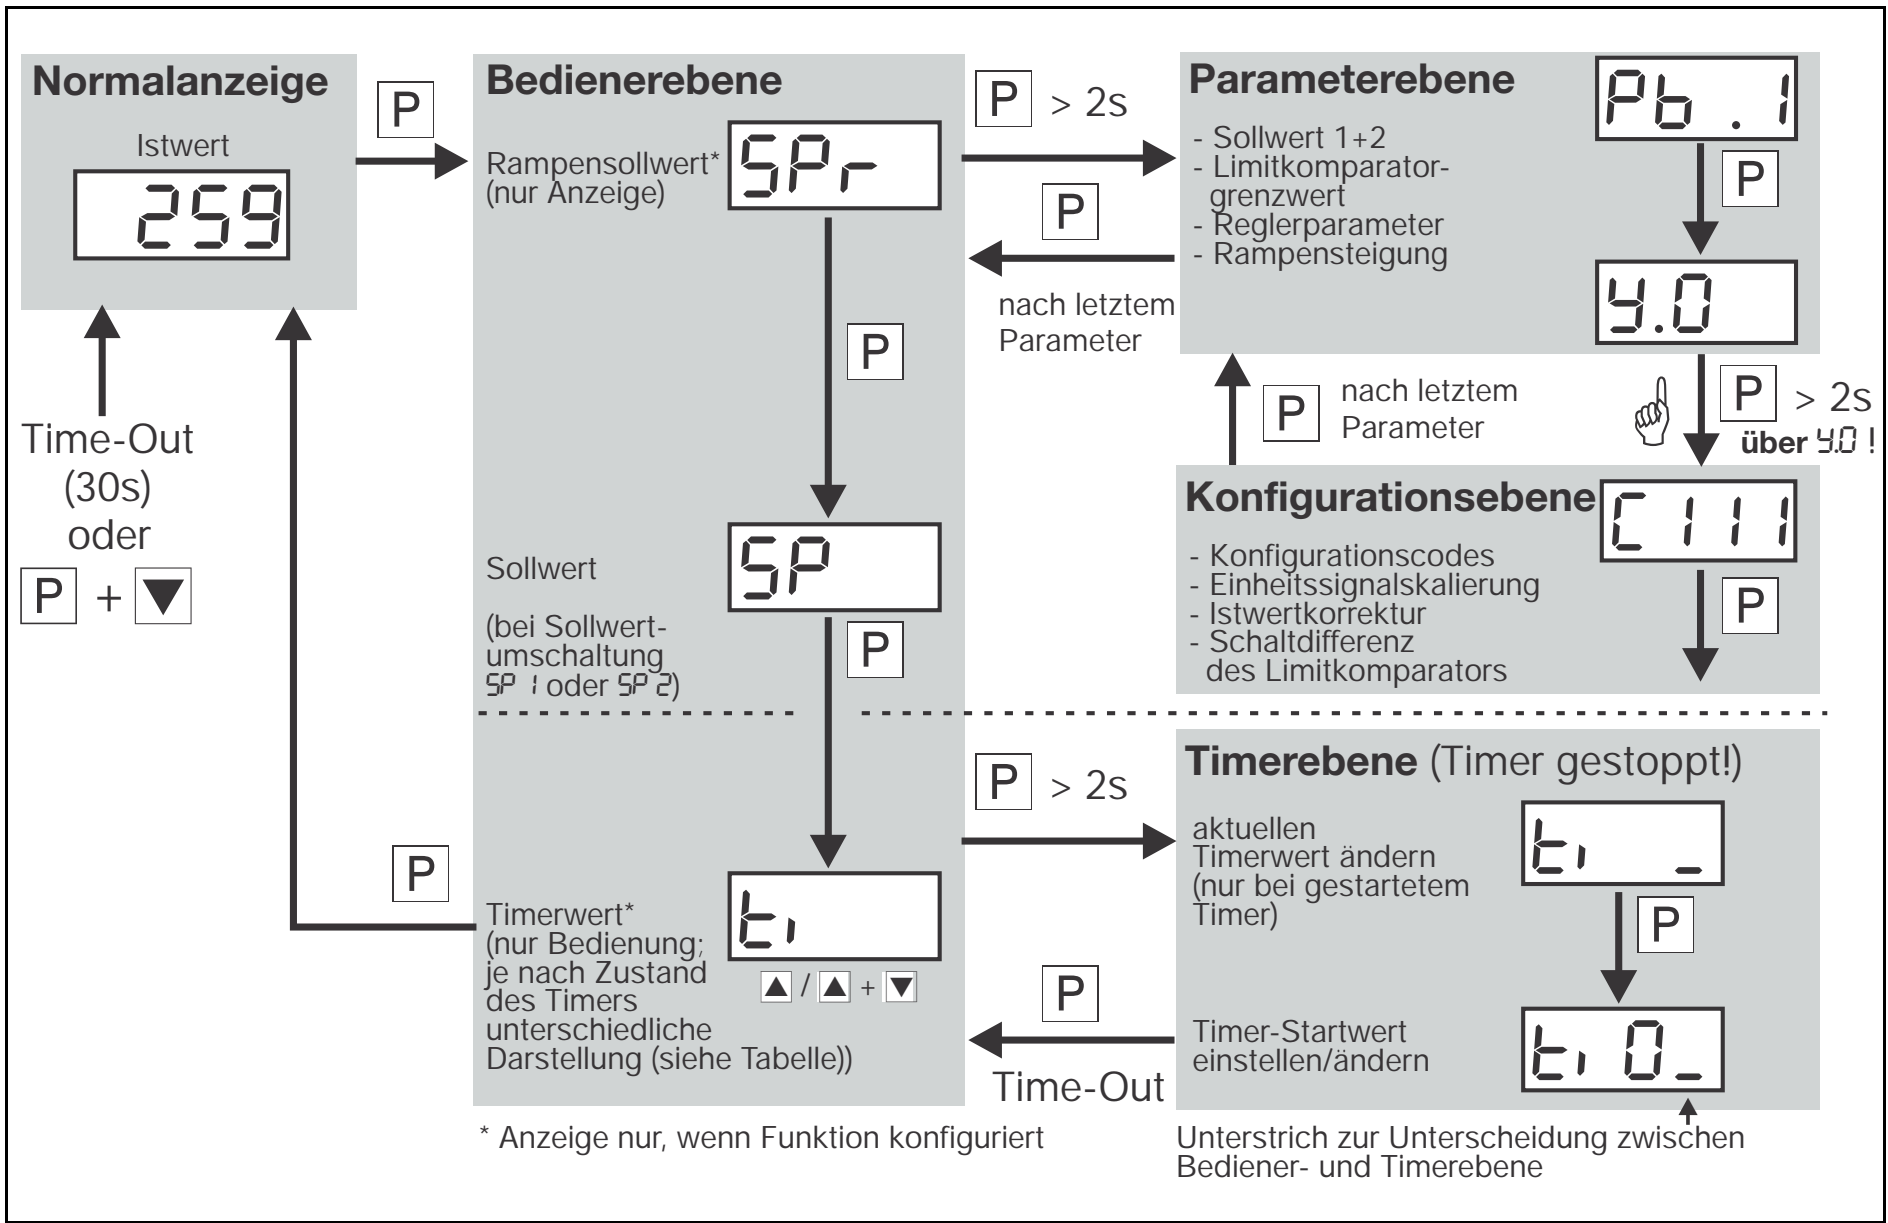 Normalanzeige
Istwert
259
Time-Out
(30s)
oder
P + ▼
P
P
Bedienerebene
Rampensollwert*
(nur Anzeige)
SPr
P
Sollwert
SP
(bei Sollwert-
umschaltung
SP 1 oder SP 2)
P
Timerwert*
(nur Bedienung;
je nach Zustand
des Timers
unterschiedliche
Darstellung (siehe Tabelle))
ti
▲ / ▲ + ▼
* Anzeige nur, wenn Funktion konfiguriert
P > 2s
P
nach letztem
Parameter
Parameterebene
- Sollwert 1+2
- Limitkomparator-
grenzwert
- Reglerparameter
- Rampensteigung
Pb .1
P
y.0
P nach letztem
Parameter
P > 2s
über y.0 !
Konfigurationsebene
C111
- Konfigurationscodes
- Einheitssignalskalierung
- Istwertkorrektur
- Schaltdifferenz
des Limitkomparators
P
P > 2s
Timerebene (Timer gestoppt!)
aktuellen
Timerwert ändern
(nur bei gestartetem
Timer)
ti _
P
P
Time-Out
Timer-Startwert
einstellen/ändern
ti 0_
Unterstrich zur Unterscheidung zwischen
Bediener- und Timerebene